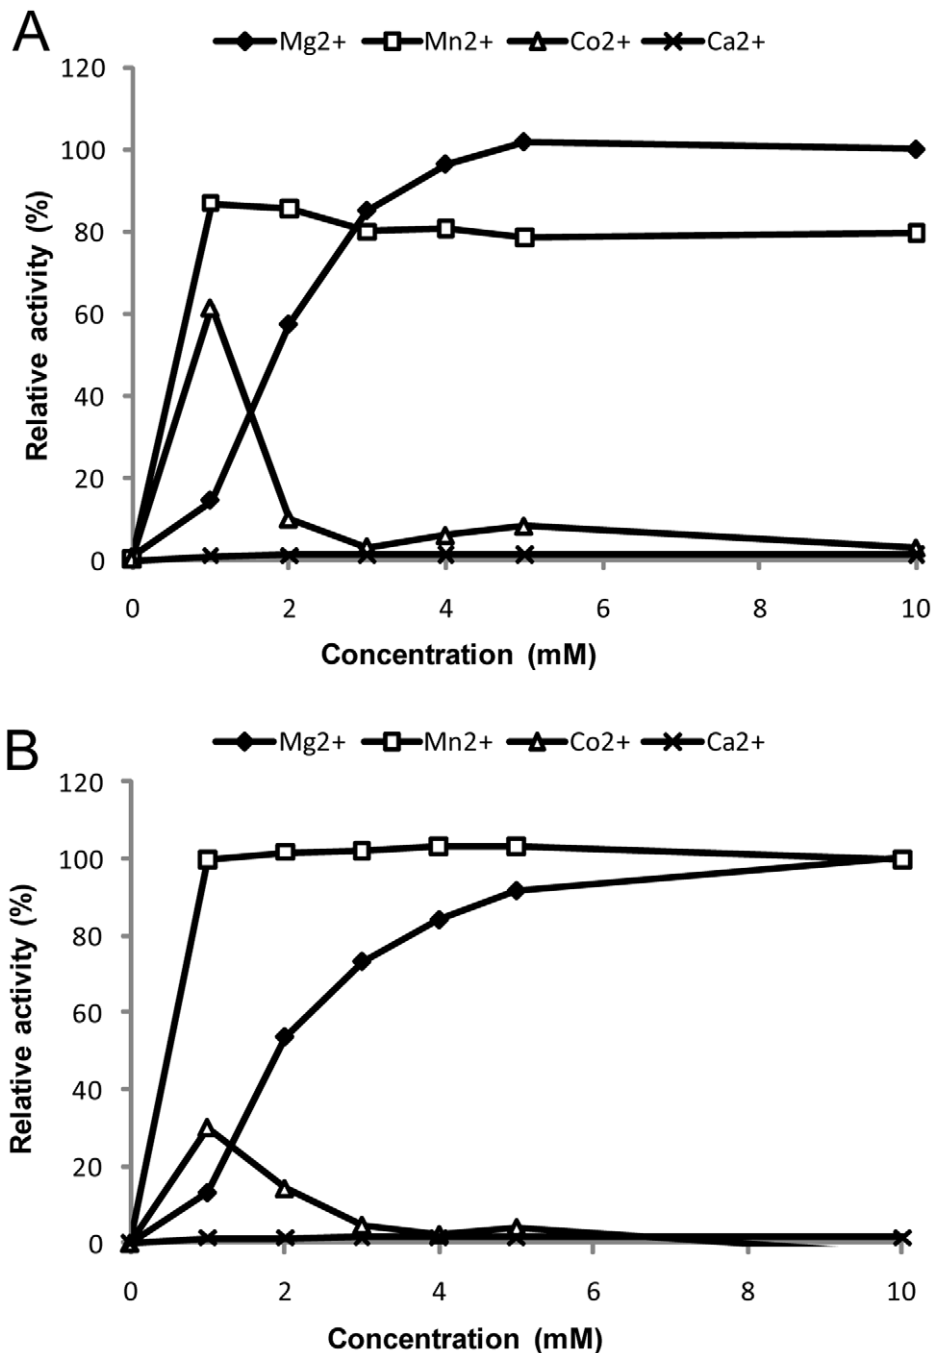 A
Mg2+ Mn2+ Co2+ Ca2+
120
100
80
60
40
20
0
Relative activity (%)
0 2 4 6 8 10
Concentration (mM)
B
Mg2+ Mn2+ Co2+ Ca2+
120
100
80
60
40
20
0
Relative activity (%)
0 2 4 6 8 10
Concentration (mM)